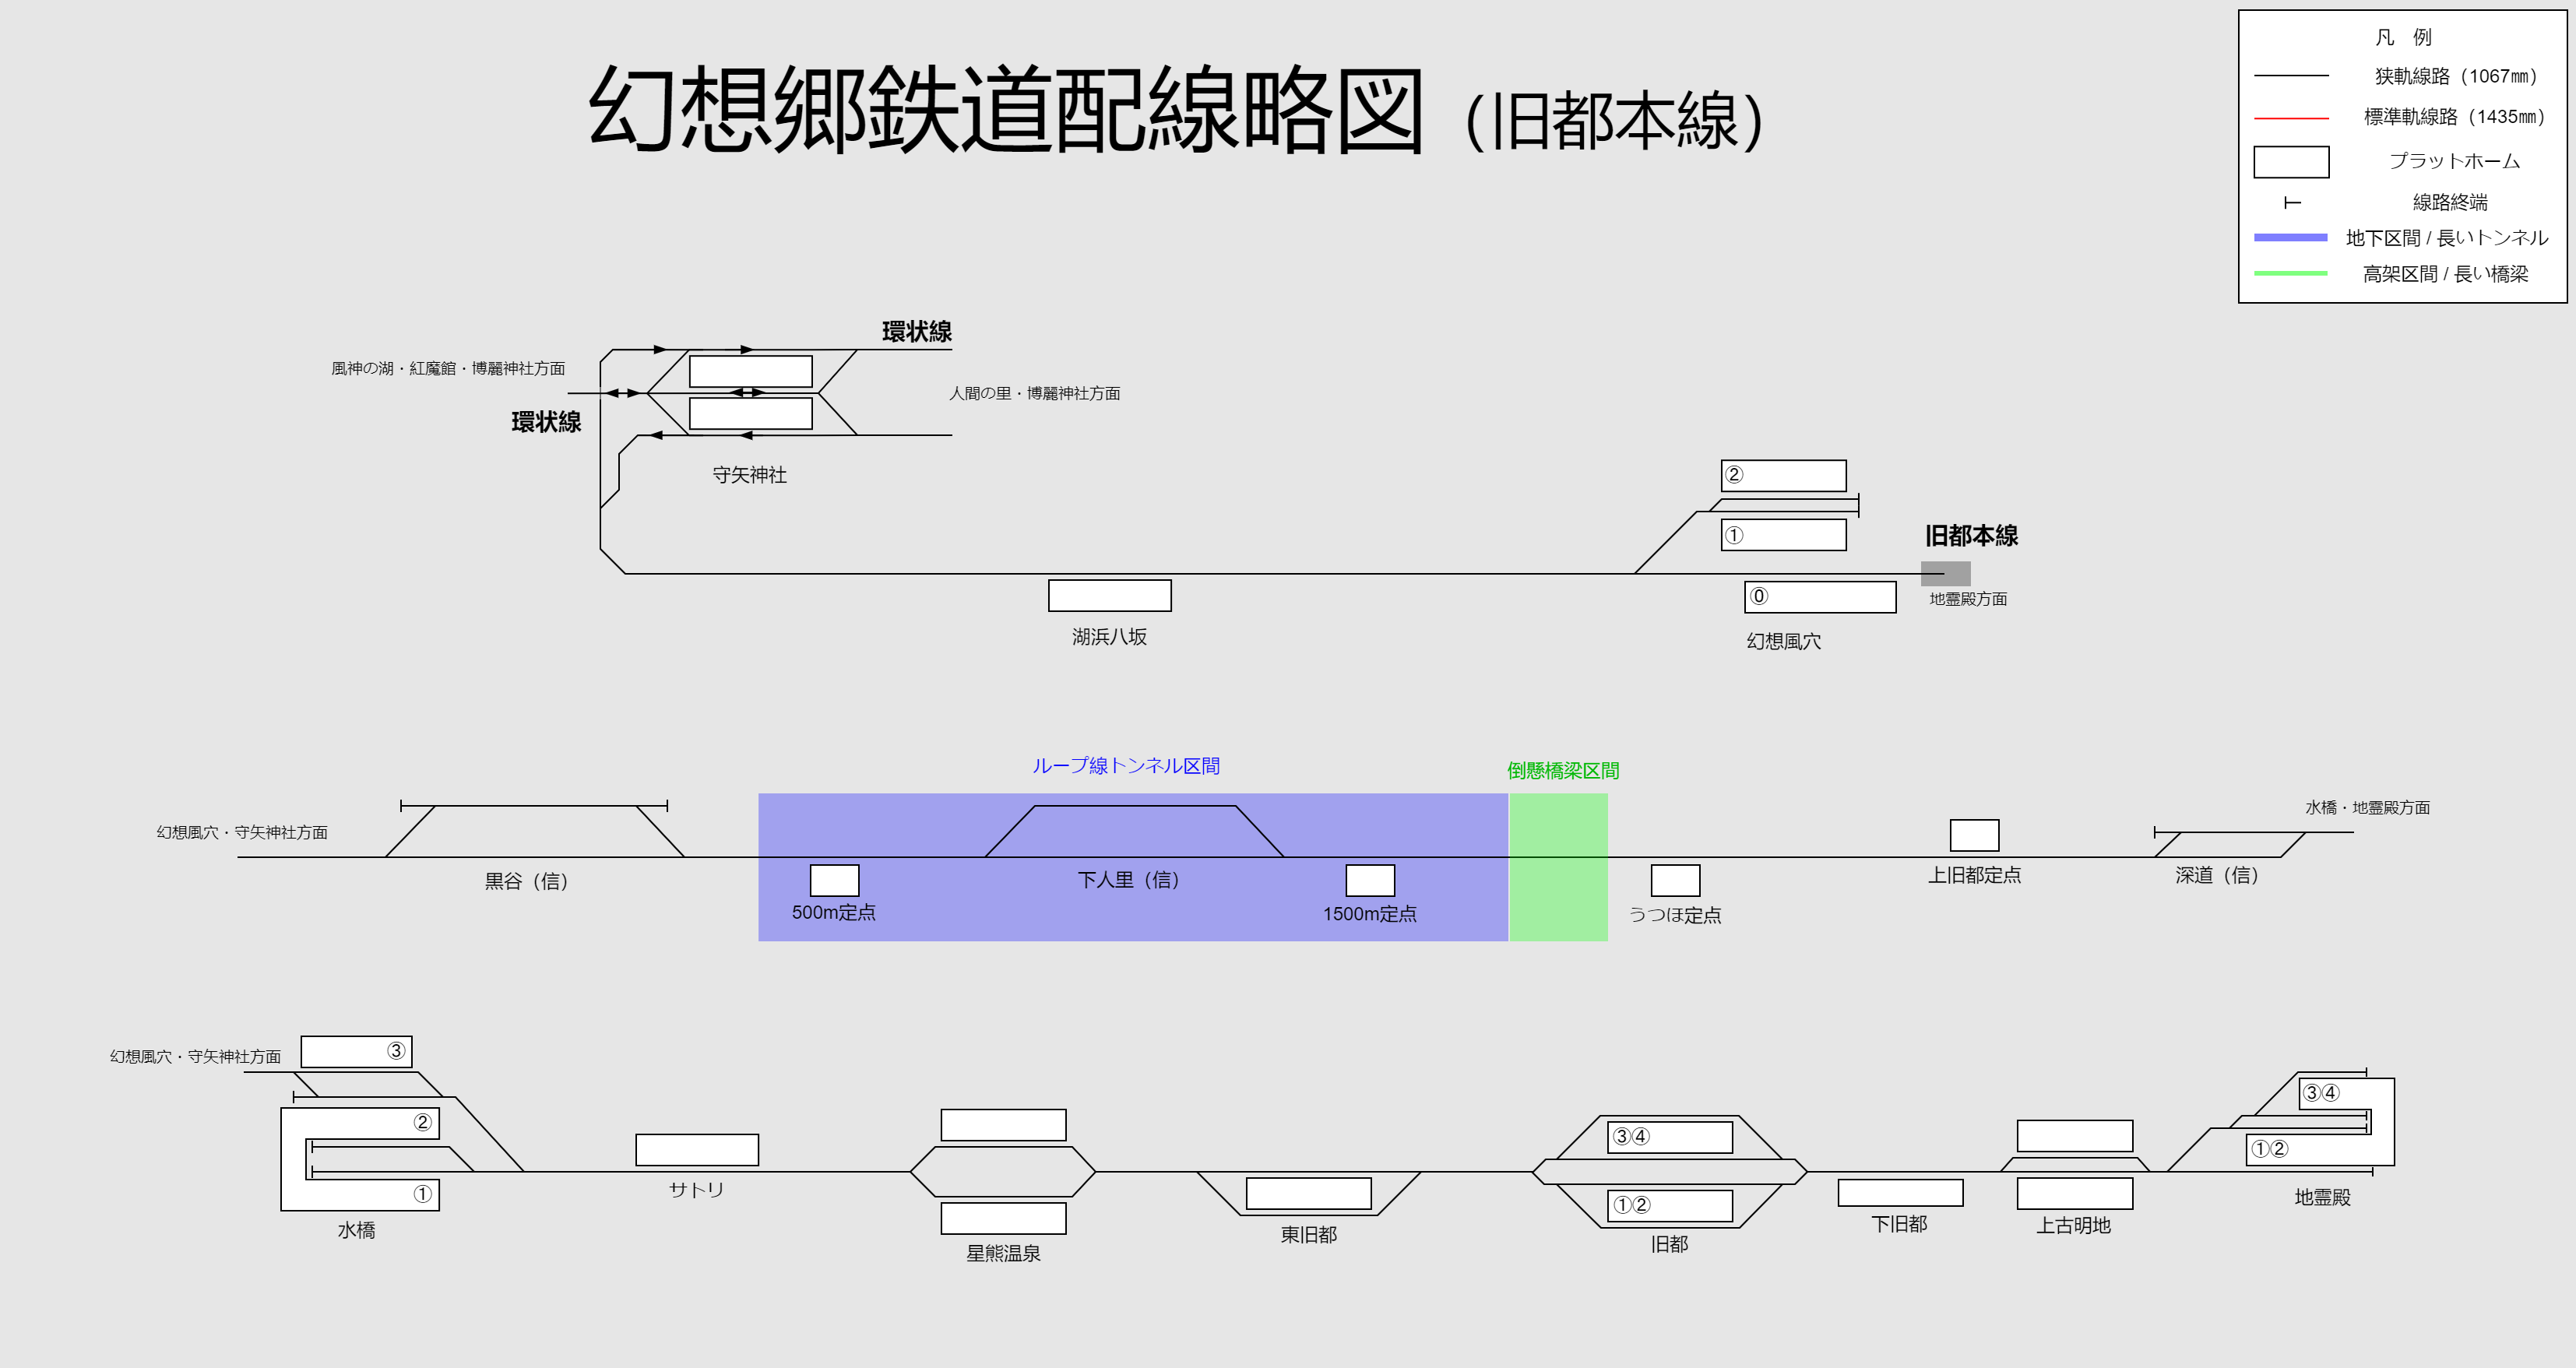 幻想郷鉄道配線略図（旧都本線）
凡　例
狭軌線路（1067㎜）
標準軌線路（1435㎜）
プラットホーム
線路終端
地下区間 / 長いトンネル
高架区間 / 長い橋梁
環状線
風神の湖・紅魔館・博麗神社方面
人間の里・博麗神社方面
環状線
守矢神社
②
①
旧都本線
⓪
地霊殿方面
湖浜八坂
幻想風穴
ループ線トンネル区間
倒懸橋梁区間
水橋・地霊殿方面
幻想風穴・守矢神社方面
黒谷（信）
下人里（信）
上旧都定点
深道（信）
500m定点
1500m定点
うつほ定点
幻想風穴・守矢神社方面
③
②
①
水橋
サトリ
星熊温泉
東旧都
③④
①②
旧都
下旧都
上古明地
③④
①②
地霊殿